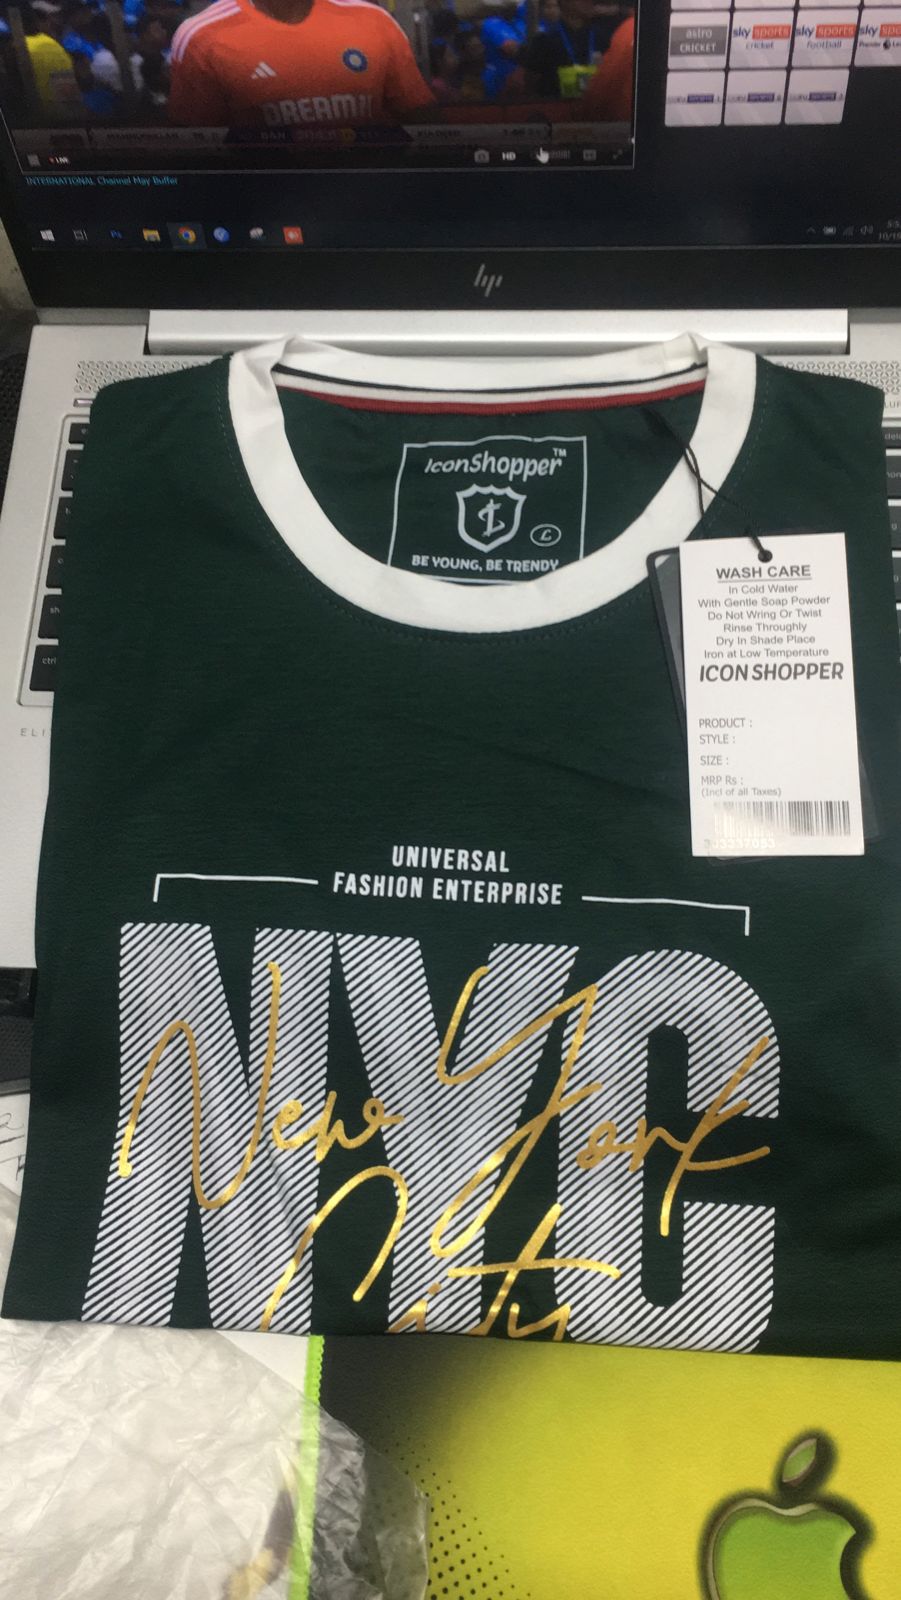 astro
CRICKET
sky sports
cricket
sky sports
football
DREAM11
LIVE
HD
INTERNATIONAL Channel May Buffer
hp
IconShopper™
L
BE YOUNG, BE TRENDY
WASH CARE
In Cold Water
With Gentle Soap Powder
Do Not Wring Or Twist
Rinse Throughly
Dry In Shade Place
Iron at Low Temperature
ICON SHOPPER
PRODUCT :
STYLE :
SIZE :
MRP Rs :
(Incl of all Taxes)
UNIVERSAL
FASHION ENTERPRISE
NYC
New York
City